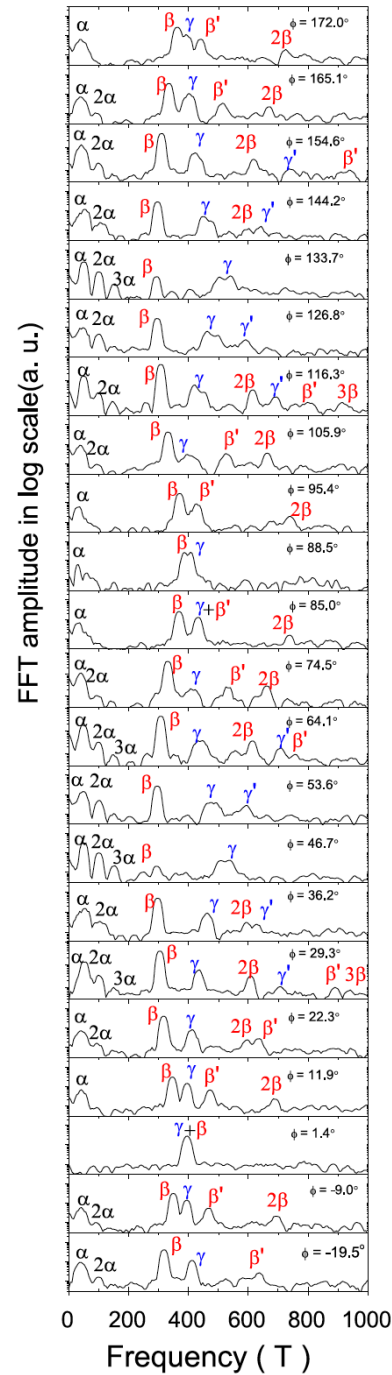 α β γ β' 2β ϕ = 172.0°
α 2α β γ β' 2β ϕ = 165.1°
α 2α β γ 2β γ' β' ϕ = 154.6°
α 2α β γ 2β γ' ϕ = 144.2°
α 2α 3α β γ ϕ = 133.7°
α 2α β γ γ' ϕ = 126.8°
α 2α β γ 2β γ' β' 3β ϕ = 116.3°
α 2α β γ β' 2β ϕ = 105.9°
α β β' 2β ϕ = 95.4°
α β γ ϕ = 88.5°
α β γ+β' 2β ϕ = 85.0°
α 2α β γ β' 2β ϕ = 74.5°
α 2α 3α β γ 2β γ' β' ϕ = 64.1°
α 2α β γ γ' ϕ = 53.6°
α 2α 3α β γ ϕ = 46.7°
α 2α β γ 2β γ' ϕ = 36.2°
α 2α 3α β γ 2β γ' β' 3β ϕ = 29.3°
α 2α β γ 2β β' ϕ = 22.3°
α β γ β' 2β ϕ = 11.9°
γ+β ϕ = 1.4°
α 2α β γ β' 2β ϕ = -9.0°
α 2α β γ β' ϕ = -19.5°
FFT amplitude in log scale(a. u.)
0 200 400 600 800 1000
Frequency ( T )